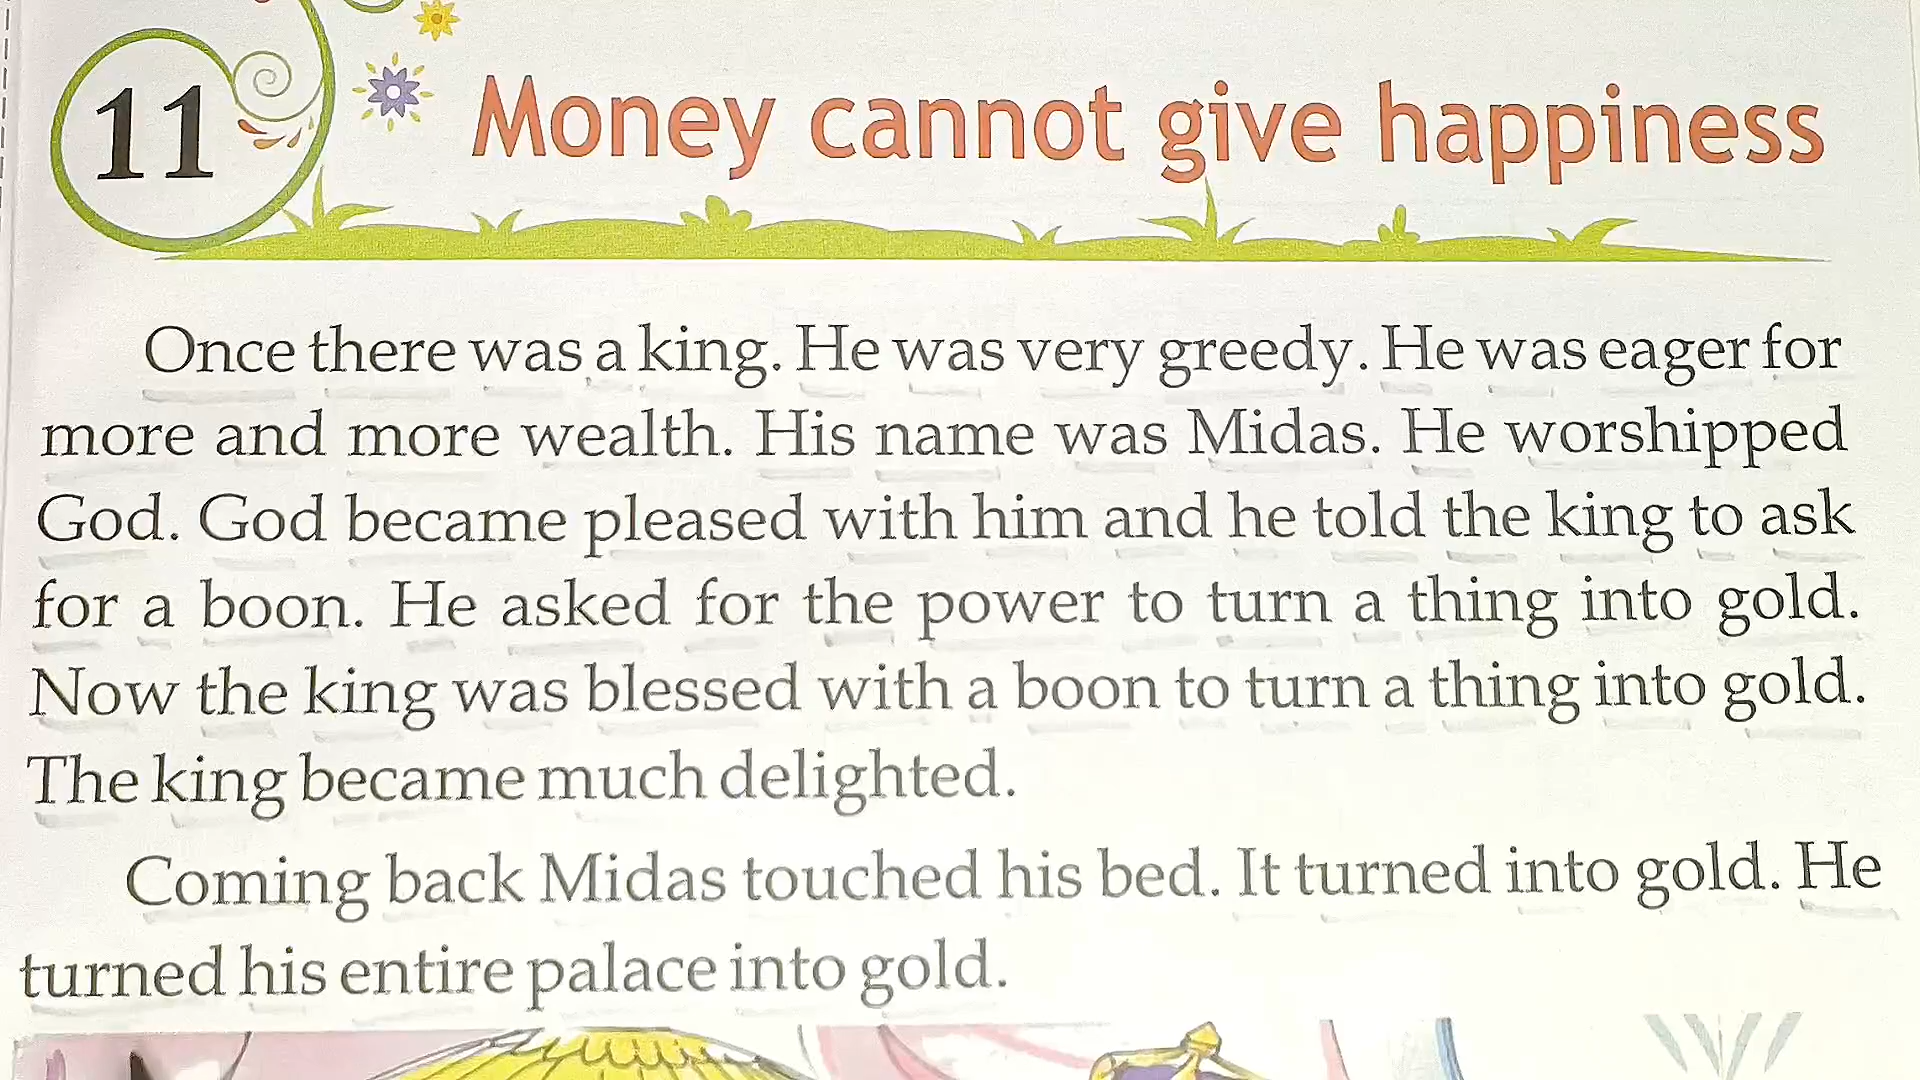 11
Money cannot give happiness
Once there was a king. He was very greedy. He was eager for
more and more wealth. His name was Midas. He worshipped
God. God became pleased with him and he told the king to ask
for a boon. He asked for the power to turn a thing into gold.
Now the king was blessed with a boon to turn a thing into gold.
The king became much delighted.
Coming back Midas touched his bed. It turned into gold. He
turned his entire palace into gold.